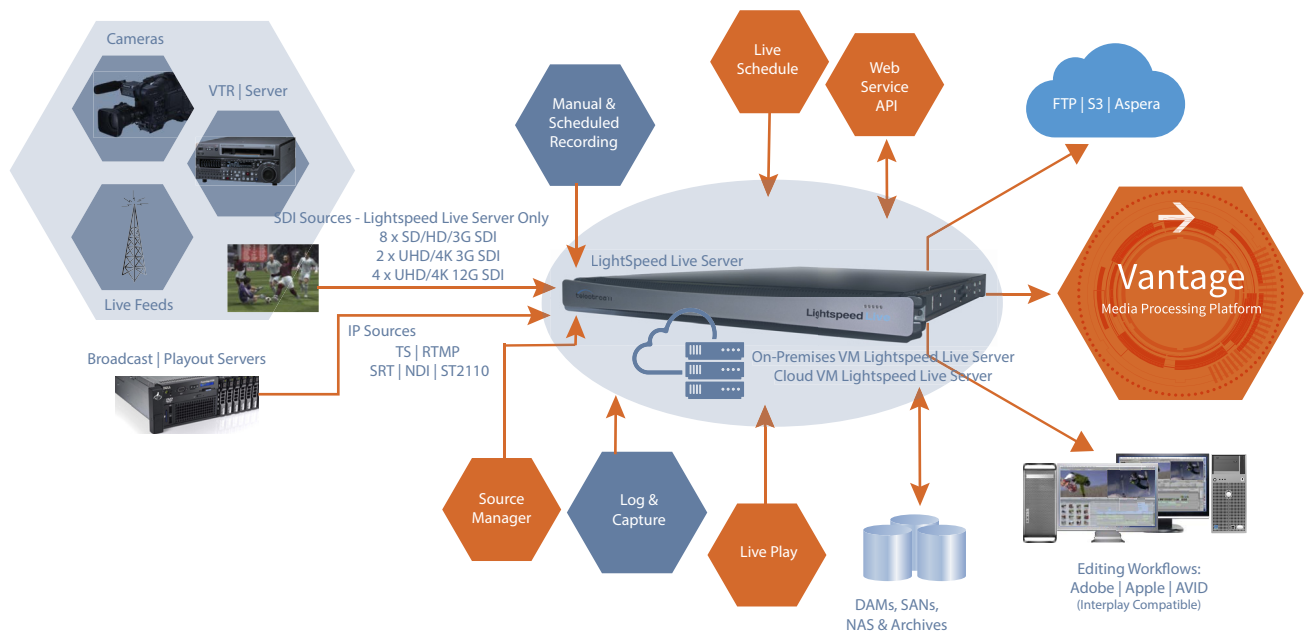 Cameras
VTR | Server
Live Feeds
SDI Sources - Lightspeed Live Server Only
8 x SD/HD/3G SDI
2 x UHD/4K 3G SDI
4 x UHD/4K 12G SDI
Broadcast | Playout Servers
IP Sources
TS | RTMP
SRT | NDI | ST2110
Manual &
Scheduled
Recording
Live
Schedule
Web
Service
API
FTP | S3 | Aspera
LightSpeed Live Server
telestream
Lightspeed
On-Premises VM Lightspeed Live Server
Cloud VM Lightspeed Live Server
Vantage
Media Processing Platform
Source
Manager
Log &
Capture
Live Play
DAMs, SANs,
NAS & Archives
Editing Workflows:
Adobe | Apple | AVID
(Interplay Compatible)